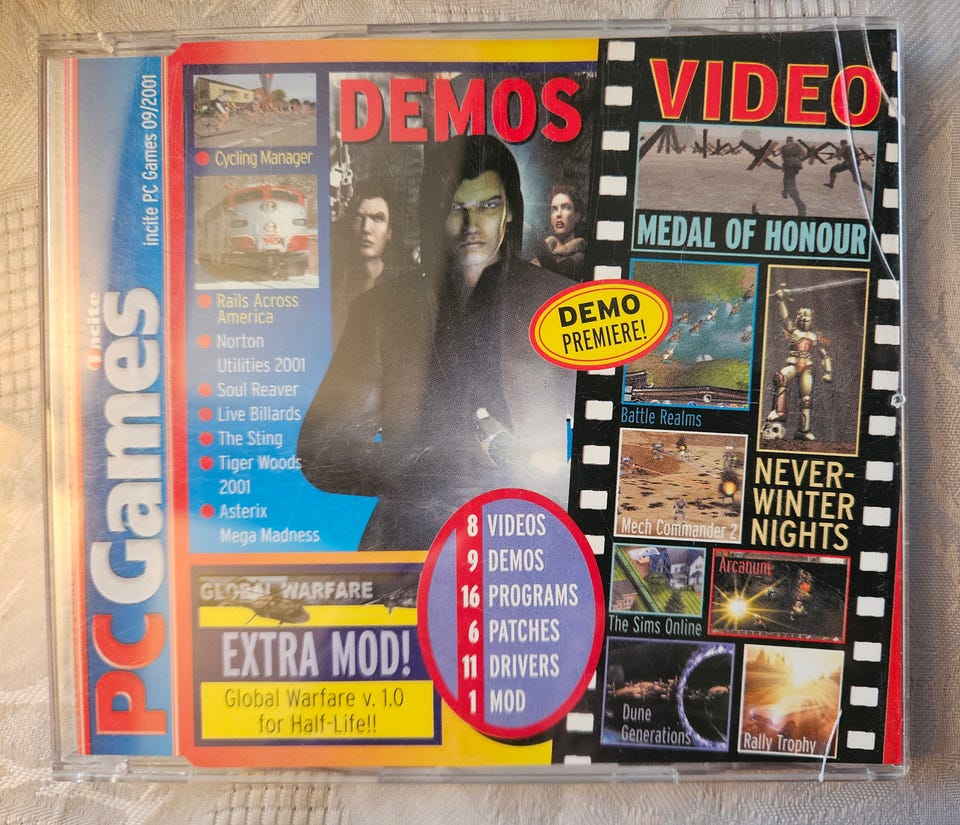 incite PC Games 09/2001
incite
PC Games
DEMOS
Cycling Manager
Rails Across
America
Norton
Utilities 2001
Soul Reaver
Live Billards
The Sting
Tiger Woods
2001
Asterix
Mega Madness
DEMO
PREMIERE!
GLOBAL WARFARE
EXTRA MOD!
Global Warfare v. 1.0
for Half-Life!!
8 VIDEOS
9 DEMOS
16 PROGRAMS
6 PATCHES
11 DRIVERS
1 MOD
VIDEO
MEDAL OF HONOUR
Battle Realms
NEVER-
WINTER
NIGHTS
Mech Commander 2
The Sims Online
Arcanum
Dune
Generations
Rally Trophy